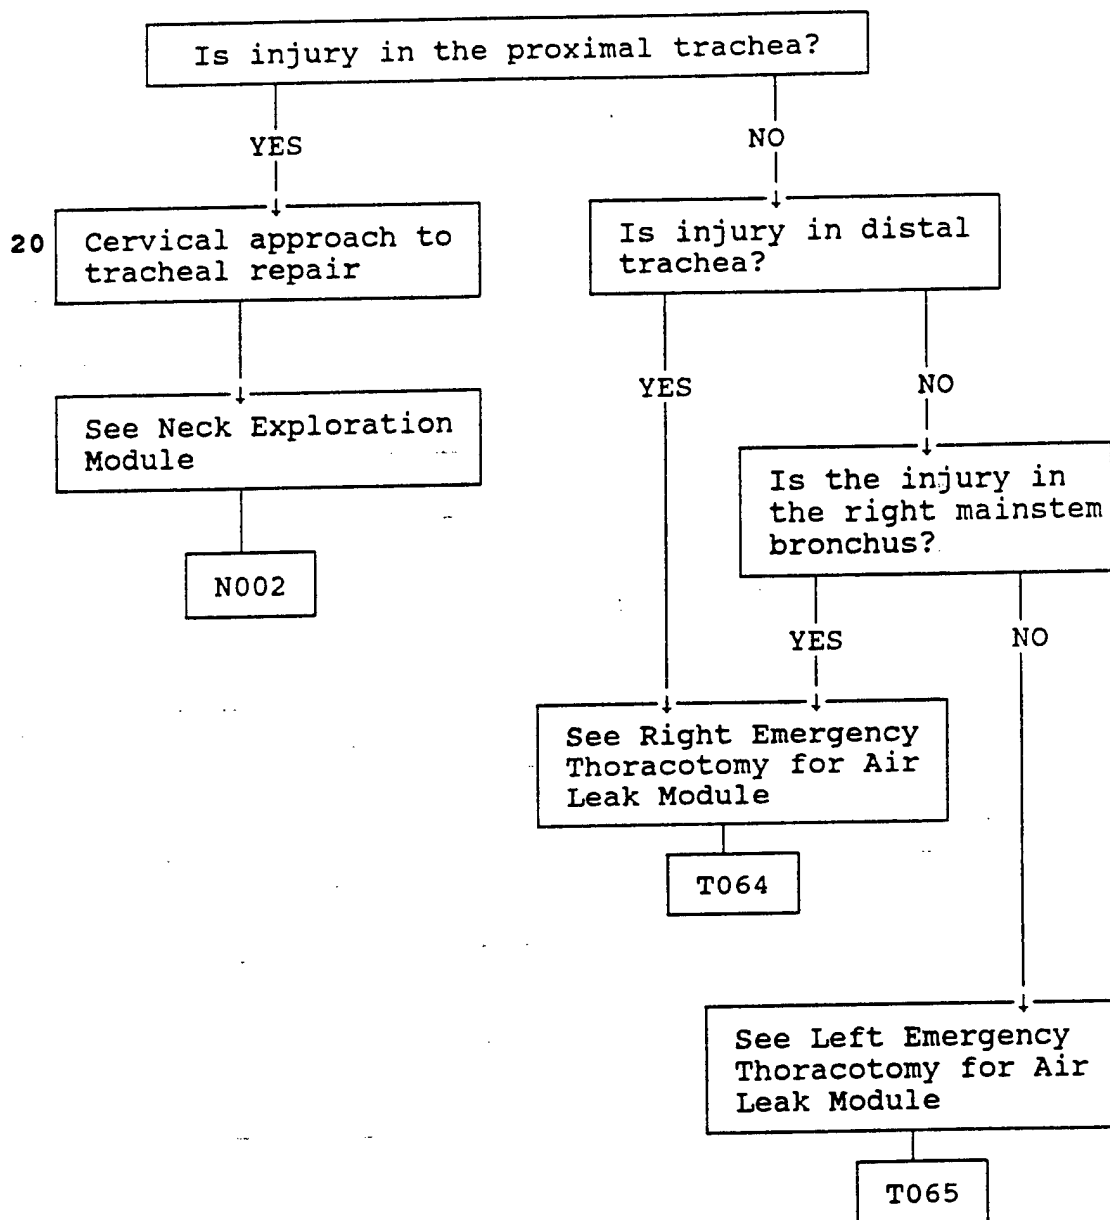 Is injury in the proximal trachea?
YES
NO
20
Cervical approach to
tracheal repair
Is injury in distal
trachea?
YES
NO
See Neck Exploration
Module
Is the injury in
the right mainstem
bronchus?
N002
YES
NO
See Right Emergency
Thoracotomy for Air
Leak Module
T064
See Left Emergency
Thoracotomy for Air
Leak Module
T065